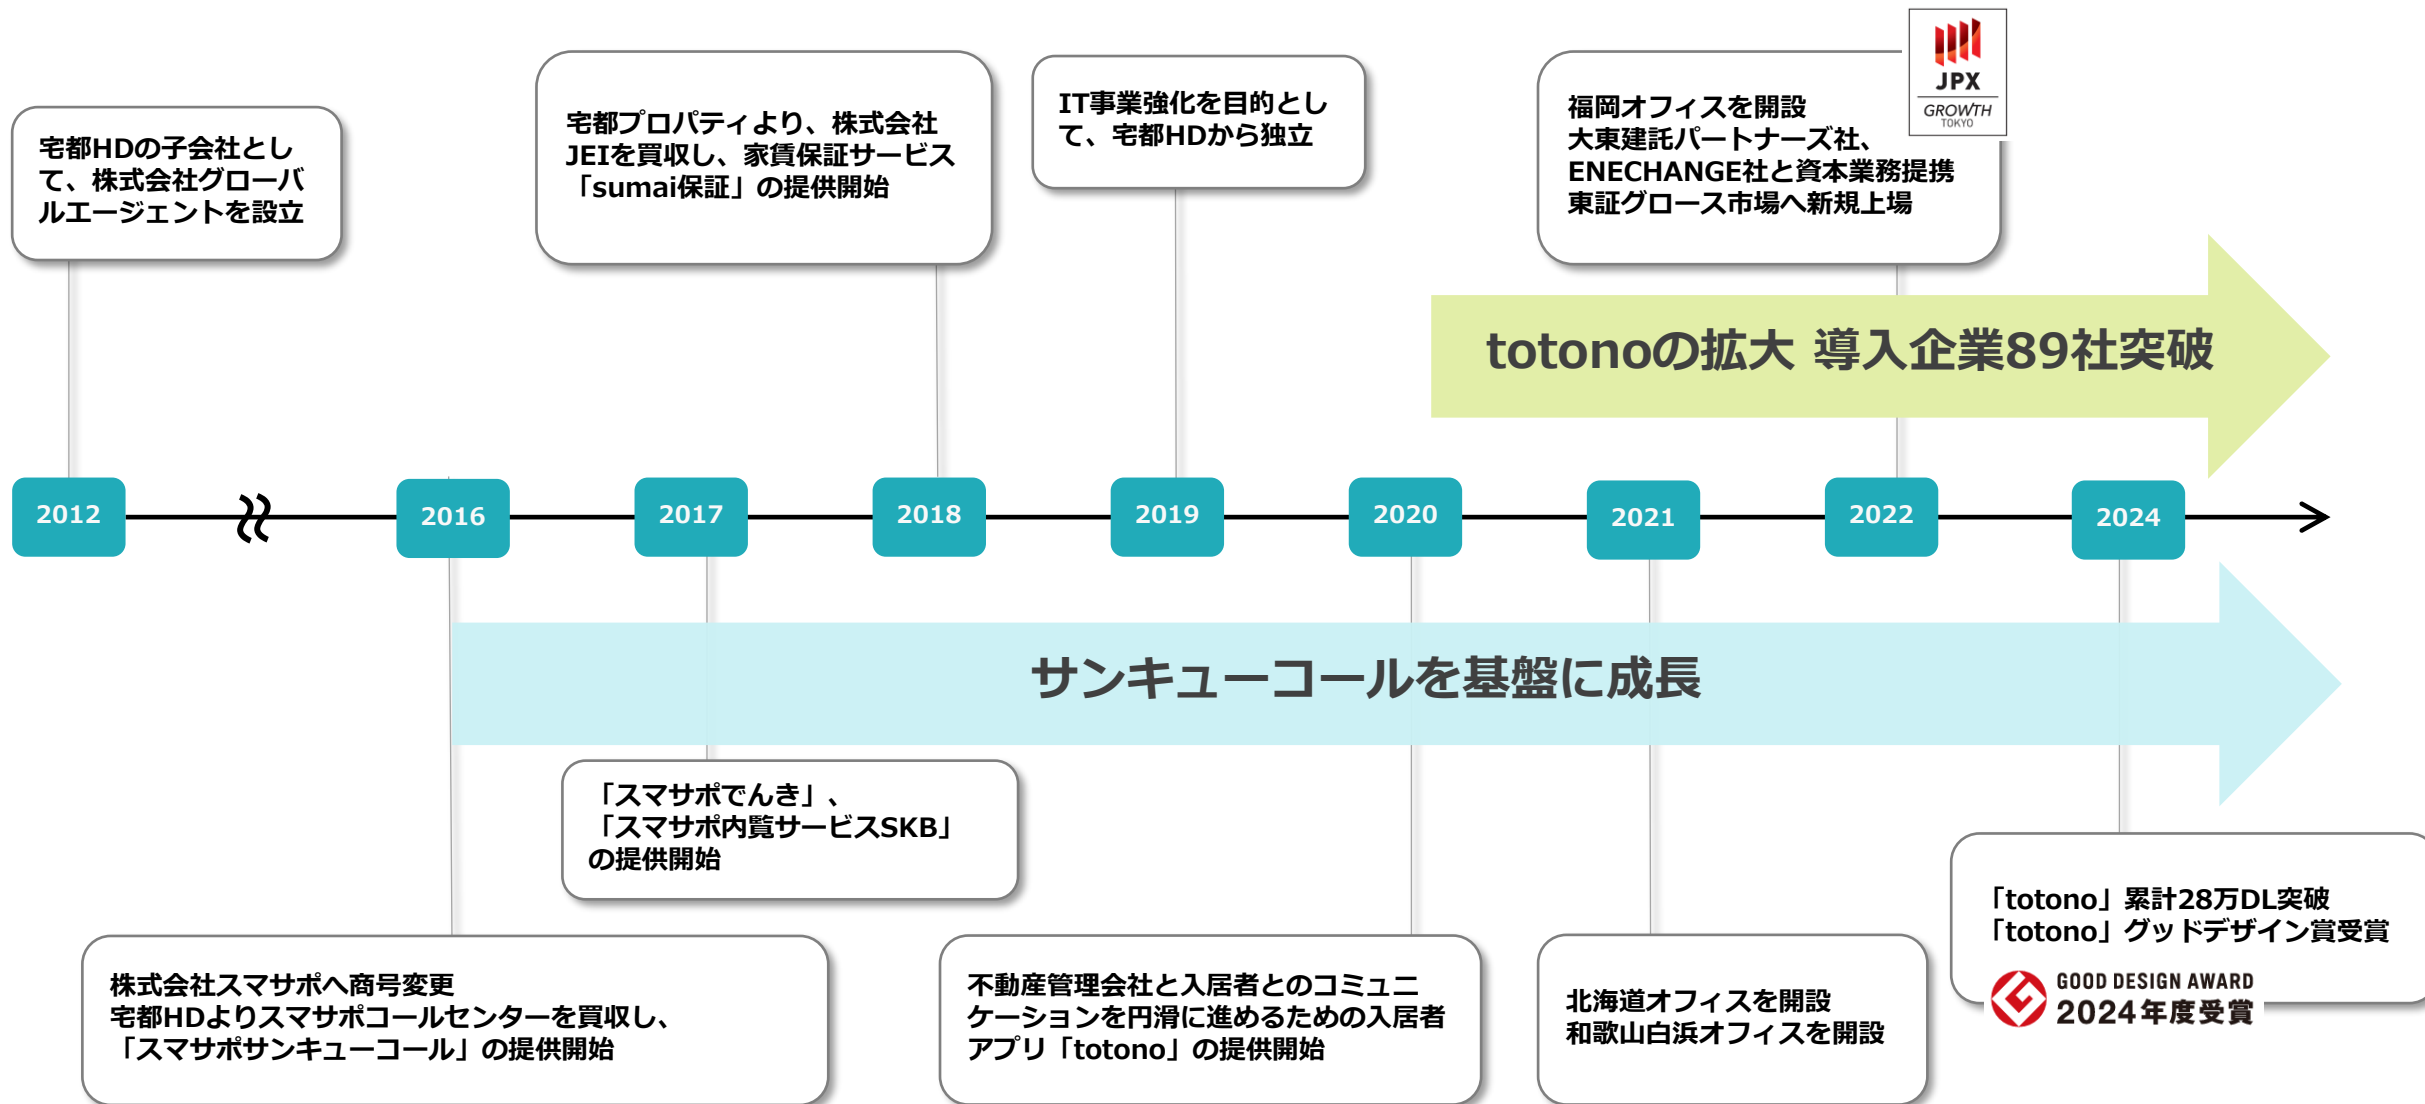 宅都HDの子会社とし
て、株式会社グローバ
ルエージェントを設立
宅都プロパティより、株式会社
JEIを買収し、家賃保証サービス
「sumai保証」の提供開始
IT事業強化を目的とし
て、宅都HDから独立
福岡オフィスを開設
大東建託パートナーズ社、
ENECHANGE社と資本業務提携
東証グロース市場へ新規上場
JPX
GROWTH
TOKYO
totonoの拡大 導入企業89社突破
2012
2016
2017
2018
2019
2020
2021
2022
2024
サンキューコールを基盤に成長
「スマサポでんき」、
「スマサポ内覧サービスSKB」
の提供開始
株式会社スマサポへ商号変更
宅都HDよりスマサポコールセンターを買収し、
「スマサポサンキューコール」の提供開始
不動産管理会社と入居者とのコミュニ
ケーションを円滑に進めるための入居者
アプリ「totono」の提供開始
北海道オフィスを開設
和歌山白浜オフィスを開設
「totono」累計28万DL突破
「totono」グッドデザイン賞受賞
GOOD DESIGN AWARD
2024年度受賞